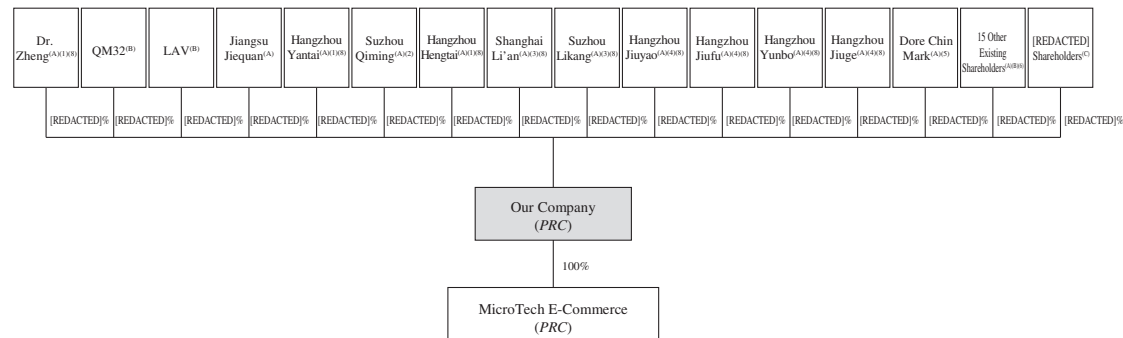 Dr.
Zheng(A)(1)(8)
QM32(B)
LAV(B)
Jiangsu
Jiequan(A)
Hangzhou
Yantai(A)(1)(8)
Suzhou
Qiming(A)(2)
Hangzhou
Hengtai(A)(1)(8)
Shanghai
Li'an(A)(3)(8)
Suzhou
Likang(A)(3)(8)
Hangzhou
Jiuyao(A)(4)(8)
Hangzhou
Jiufu(A)(4)(8)
Hangzhou
Yunbo(A)(4)(8)
Hangzhou
Jiuge(A)(4)(8)
Dore Chin
Mark(A)(5)
15 Other
Existing
Shareholders(A)(B)(6)
[REDACTED]
Shareholders(C)
[REDACTED]% [REDACTED]% [REDACTED]% [REDACTED]% [REDACTED]% [REDACTED]% [REDACTED]% [REDACTED]% [REDACTED]% [REDACTED]% [REDACTED]% [REDACTED]% [REDACTED]% [REDACTED]% [REDACTED]% [REDACTED]%
Our Company
(PRC)
100%
MicroTech E-Commerce
(PRC)